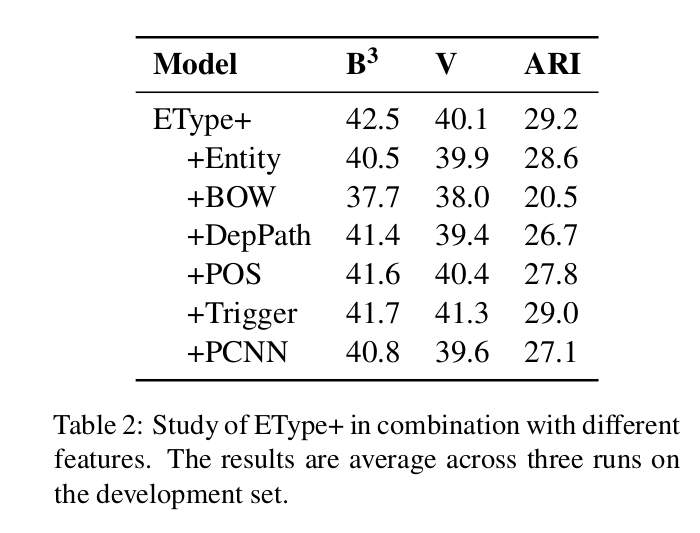 Model B³ V ARI
EType+ 42.5 40.1 29.2
+Entity 40.5 39.9 28.6
+BOW 37.7 38.0 20.5
+DepPath 41.4 39.4 26.7
+POS 41.6 40.4 27.8
+Trigger 41.7 41.3 29.0
+PCNN 40.8 39.6 27.1
Table 2: Study of EType+ in combination with different
features. The results are average across three runs on
the development set.